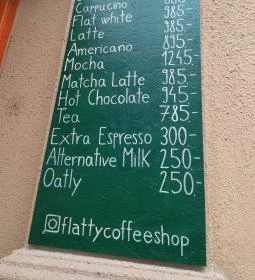 Cappucino
Flat white 985-
Latte 985-
Americano 895-
Mocha 1245-
Matcha Latte 985-
Hot Chocolate 945-
Tea 785-
Extra Espresso 300-
Alternative Milk 250-
Oatly 250-
flattycoffeeshop